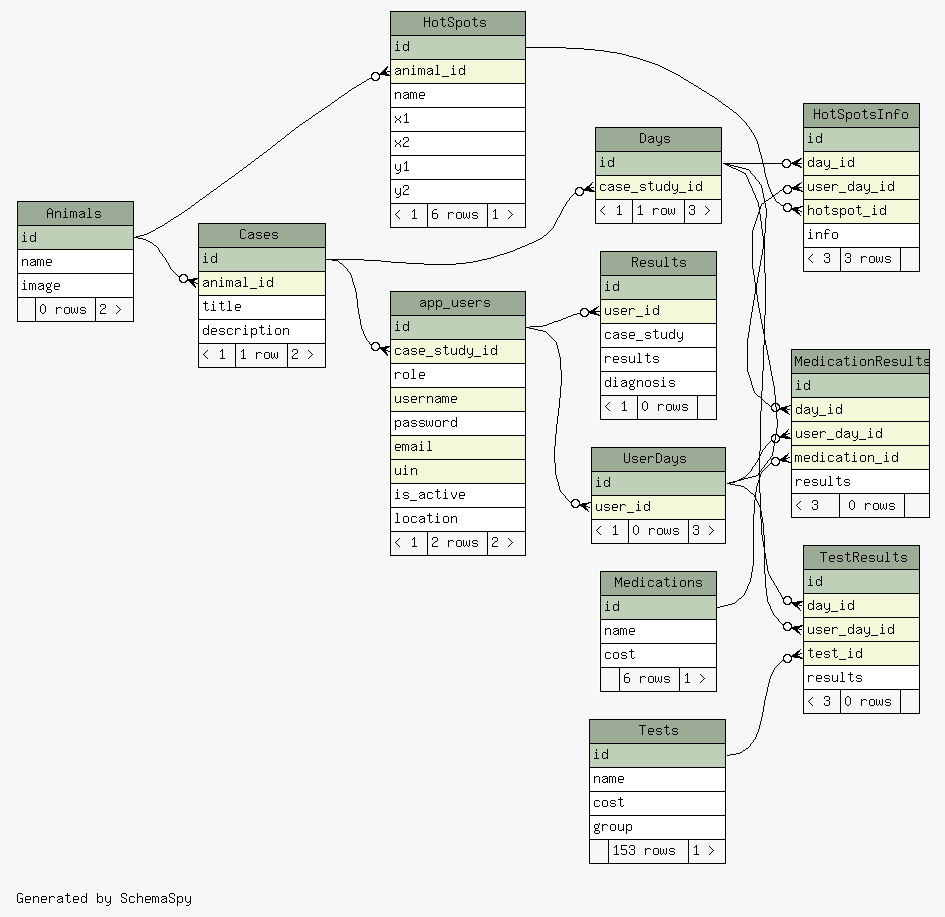 Animals
id
name
image
0 rows 2 >
Cases
id
animal_id
title
description
< 1 1 row 2 >
HotSpots
id
animal_id
name
x1
x2
y1
y2
< 1 6 rows 1 >
app_users
id
case_study_id
role
username
password
email
uin
is_active
location
< 1 2 rows 2 >
Days
id
case_study_id
< 1 1 row 3 >
Results
id
user_id
case_study
results
diagnosis
< 1 0 rows
UserDays
id
user_id
< 1 0 rows 3 >
Medications
id
name
cost
6 rows 1 >
Tests
id
name
cost
group
153 rows 1 >
HotSpotsInfo
id
day_id
user_day_id
hotspot_id
info
< 3 3 rows
MedicationResults
id
day_id
user_day_id
medication_id
results
< 3 0 rows
TestResults
id
day_id
user_day_id
test_id
results
< 3 0 rows
Generated by SchemaSpy